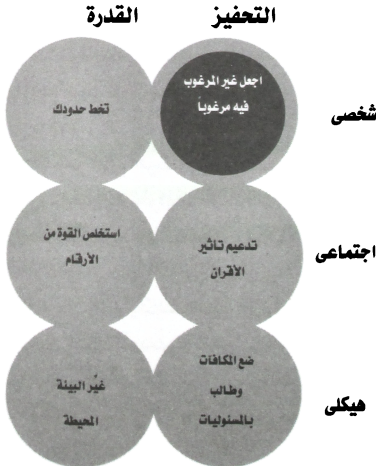 التحفيز القدرة
شخصى
اجعل غير المرغوب
فيه مرغوباً
تخط حدودك
اجتماعى
تدعيم تأثير
الأقران
استخلص القوة من
الأرقام
هيكلى
ضع المكافآت
وطالب
بالمسئوليات
غيِّر البيئة
المحيطة